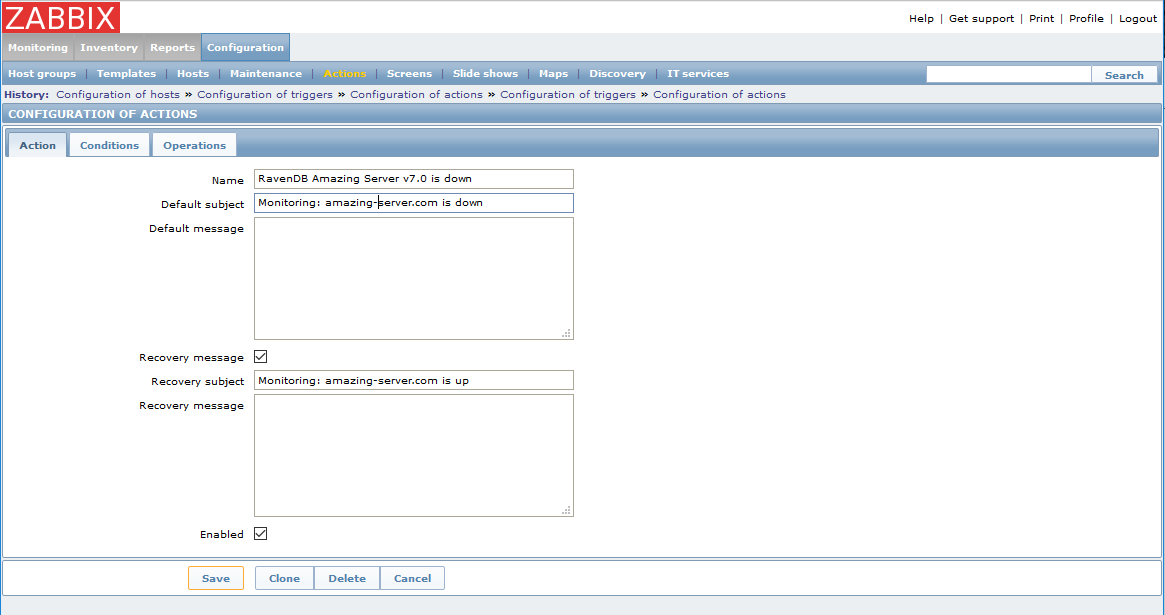 ZABBIX
Help | Get support | Print | Profile | Logout
Monitoring Inventory Reports Configuration
Host groups | Templates | Hosts | Maintenance | Actions | Screens | Slide shows | Maps | Discovery | IT services Search
History: Configuration of hosts » Configuration of triggers » Configuration of actions » Configuration of triggers » Configuration of actions
CONFIGURATION OF ACTIONS
Action Conditions Operations
Name RavenDB Amazing Server v7.0 is down
Default subject Monitoring: amazing-server.com is down
Default message
Recovery message
Recovery subject Monitoring: amazing-server.com is up
Recovery message
Enabled
Save Clone Delete Cancel